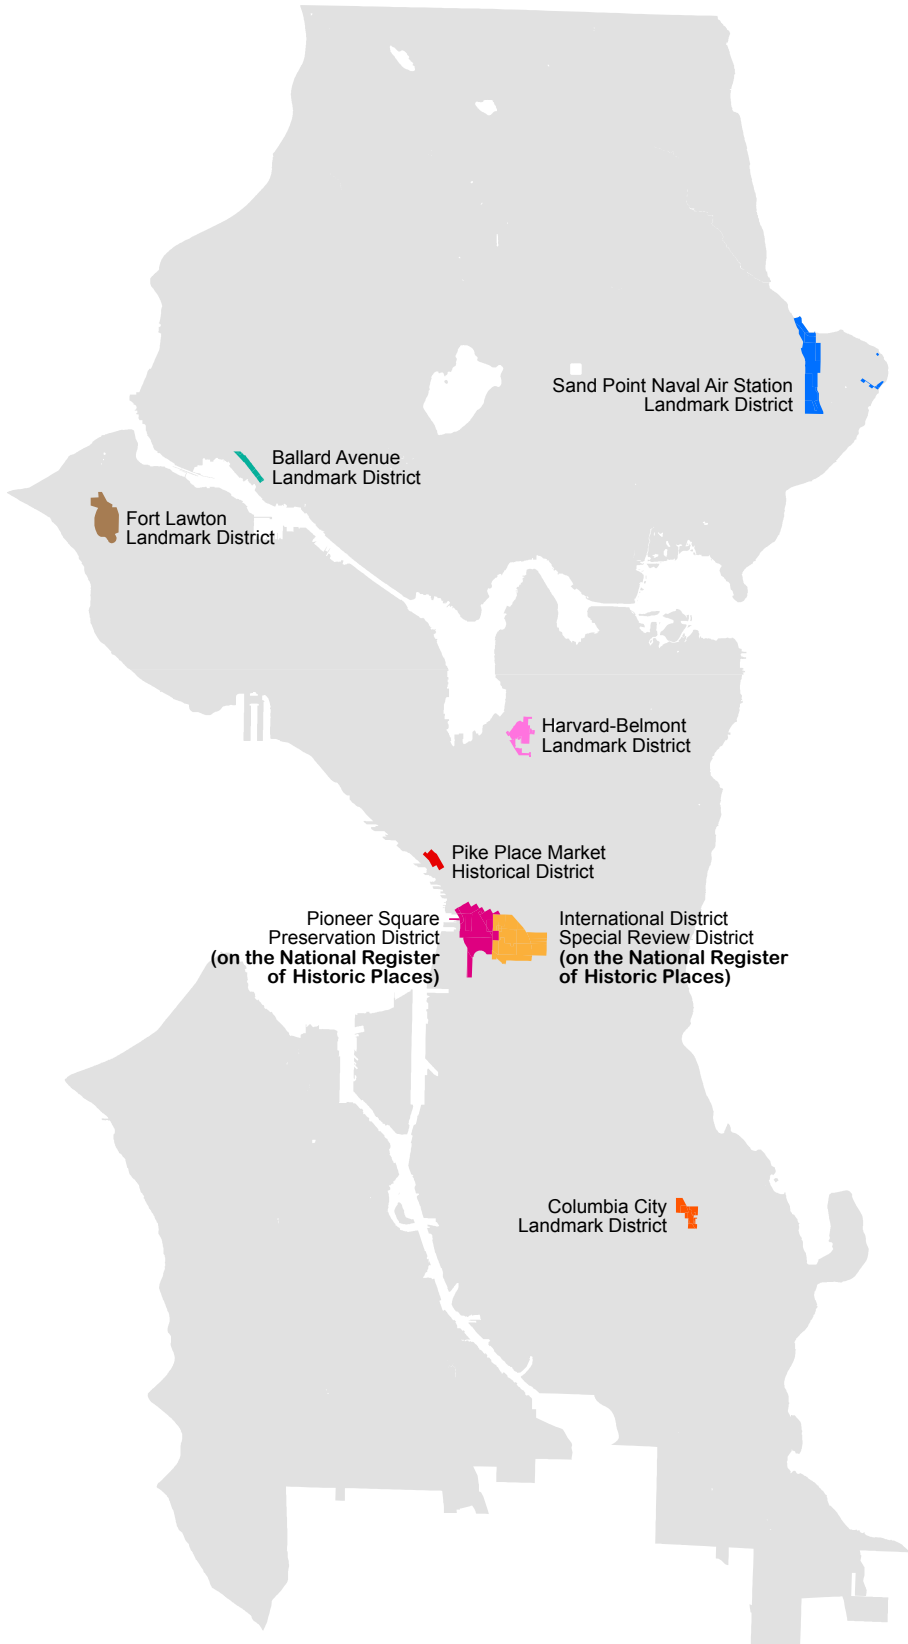 Sand Point Naval Air Station
Landmark District
Ballard Avenue
Landmark District
Fort Lawton
Landmark District
Harvard-Belmont
Landmark District
Pike Place Market
Historical District
Pioneer Square
Preservation District
(on the National Register
of Historic Places)
International District
Special Review District
(on the National Register
of Historic Places)
Columbia City
Landmark District